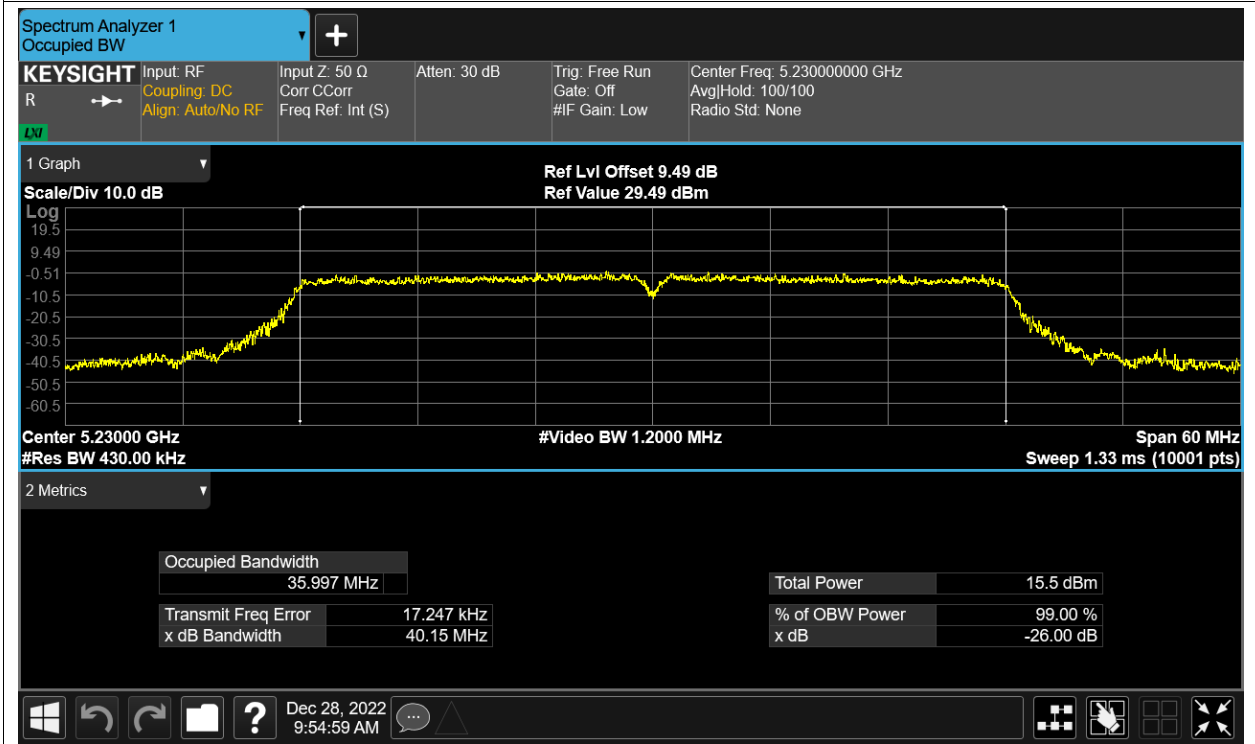 Spectrum Analyzer 1
Occupied BW
KEYSIGHT
R
LXI
Input: RF
Coupling: DC
Align: Auto/No RF
Input Z: 50 Ω
Corr CCorr
Freq Ref: Int (S)
Atten: 30 dB
Trig: Free Run
Gate: Off
#IF Gain: Low
Center Freq: 5.230000000 GHz
Avg|Hold: 100/100
Radio Std: None
1 Graph
Scale/Div 10.0 dB
Ref Lvl Offset 9.49 dB
Ref Value 29.49 dBm
Log
19.5
9.49
-0.51
-10.5
-20.5
-30.5
-40.5
-50.5
-60.5
Center 5.23000 GHz
#Video BW 1.2000 MHz
Span 60 MHz
#Res BW 430.00 kHz
Sweep 1.33 ms (10001 pts)
2 Metrics
Occupied Bandwidth
35.997 MHz
Total Power 15.5 dBm
Transmit Freq Error 17.247 kHz
% of OBW Power 99.00 %
x dB Bandwidth 40.15 MHz
x dB -26.00 dB
?
Dec 28, 2022
9:54:59 AM